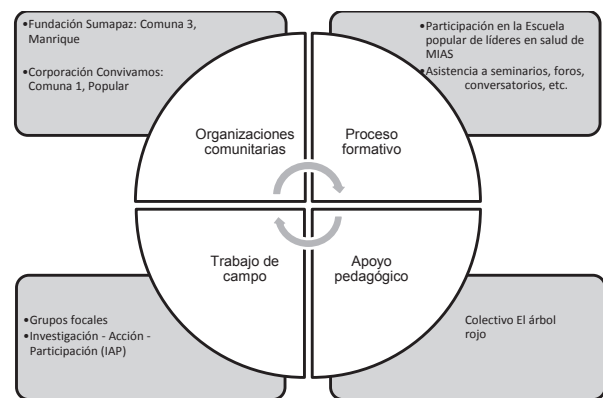 •Fundación Sumapaz: Comuna 3,
Manrique
•Corporación Convivamos:
Comuna 1, Popular
•Participación en la Escuela
popular de líderes en salud de
MIAS
•Asistencia a seminarios, foros,
conversatorios, etc.
Organizaciones
comunitarias
Proceso
formativo
Trabajo de
campo
Apoyo
pedagógico
•Grupos focales
•Investigación - Acción -
Participación (IAP)
Colectivo El árbol
rojo